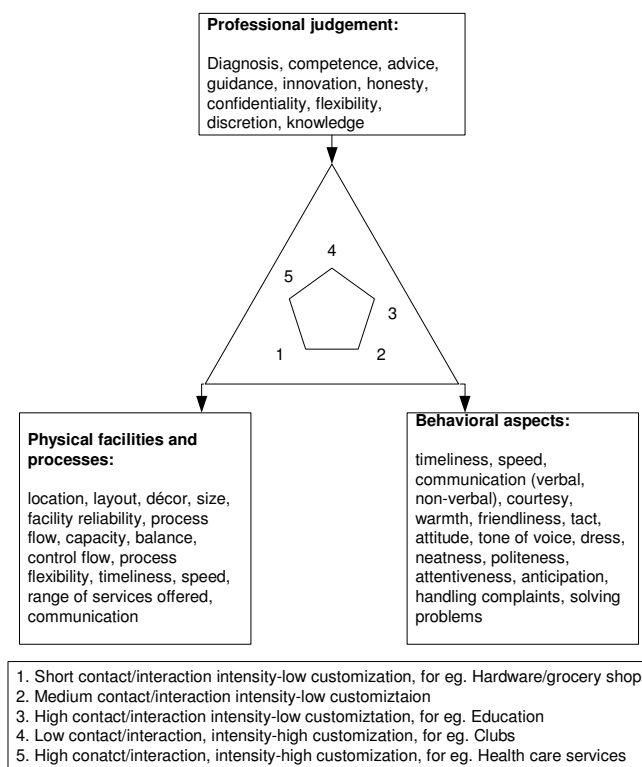 Professional judgement:
Diagnosis, competence, advice,
guidance, innovation, honesty,
confidentiality, flexibility,
discretion, knowledge
4
5
3
1
2
Physical facilities and
processes:
location, layout, décor, size,
facility reliability, process
flow, capacity, balance,
control flow, process
flexibility, timeliness, speed,
range of services offered,
communication
Behavioral aspects:
timeliness, speed,
communication (verbal,
non-verbal), courtesy,
warmth, friendliness, tact,
attitude, tone of voice, dress,
neatness, politeness,
attentiveness, anticipation,
handling complaints, solving
problems
1. Short contact/interaction intensity-low customization, for eg. Hardware/grocery shop
2. Medium contact/interaction intensity-low customiztaion
3. High contact/interaction intensity-low customiztation, for eg. Education
4. Low contact/interaction, intensity-high customization, for eg. Clubs
5. High conatct/interaction, intensity-high customization, for eg. Health care services